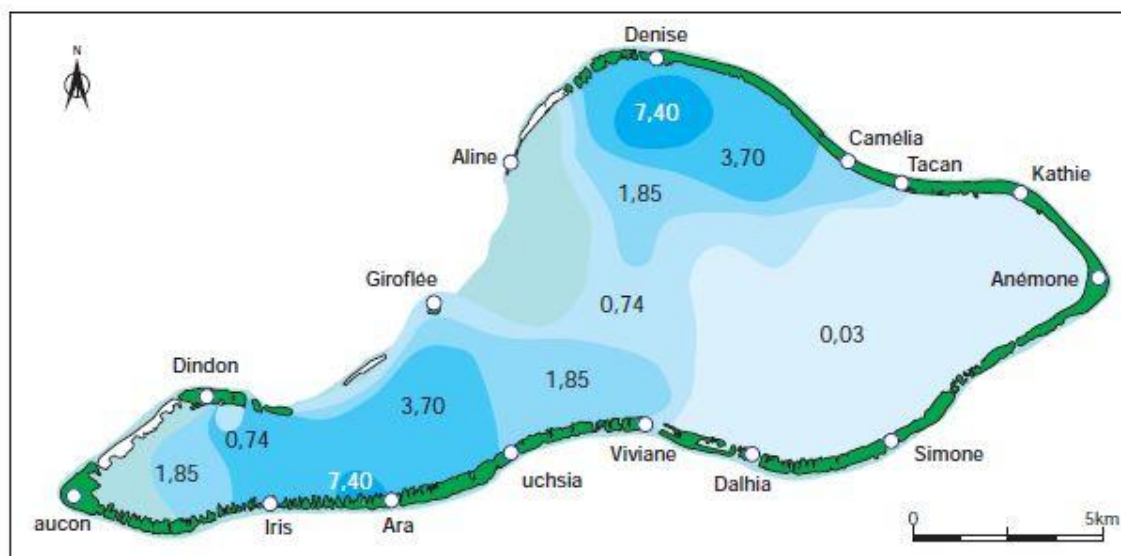 N
Denise
7,40
Camélia
Aline
3,70
Tacan
Kathie
1,85
Giroflée
Anémone
0,74
0,03
Dindon
1,85
3,70
0,74
1,85
Viviane
Simone
uchsia
Dalhia
7,40
aucon
Iris
Ara
0
5km